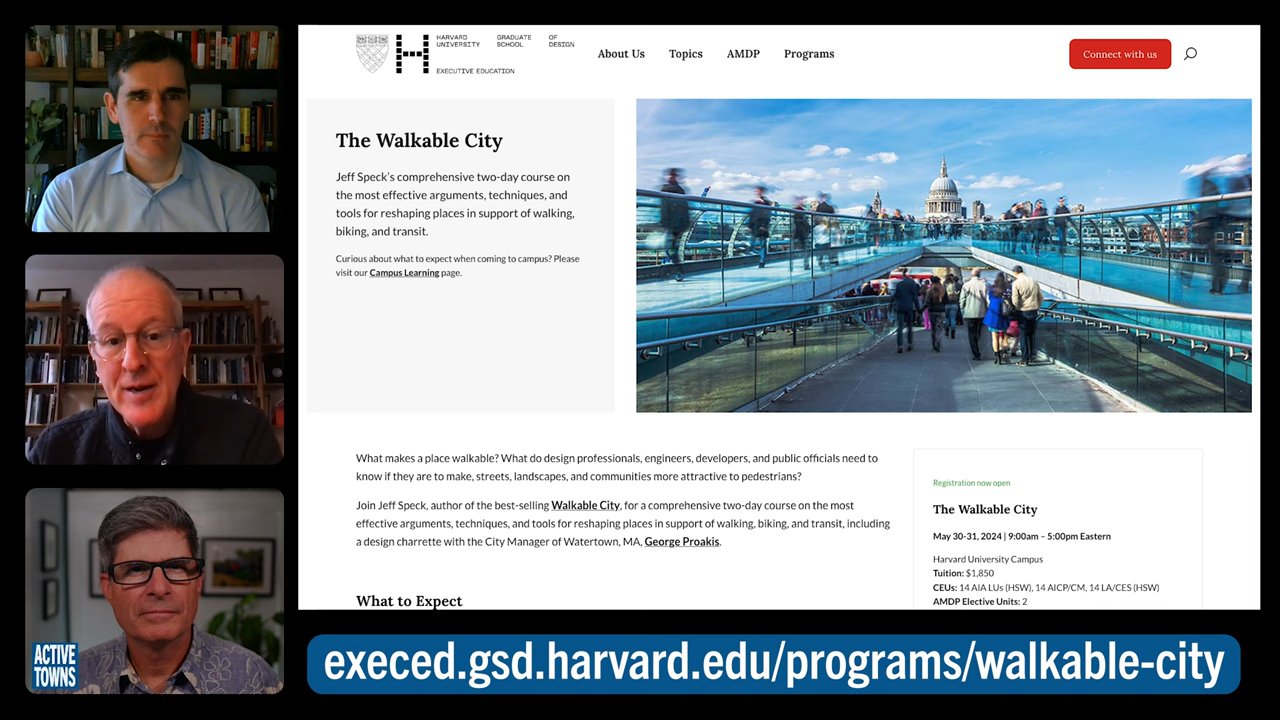 HARVARD UNIVERSITY
GRADUATE SCHOOL
OF DESIGN
EXECUTIVE EDUCATION
About Us
Topics
AMDP
Programs
Connect with us
The Walkable City
Jeff Speck's comprehensive two-day course on
the most effective arguments, techniques, and
tools for reshaping places in support of walking,
biking, and transit.
Curious about what to expect when coming to campus? Please
visit our Campus Learning page.
What makes a place walkable? What do design professionals, engineers, developers, and public officials need to
know if they are to make, streets, landscapes, and communities more attractive to pedestrians?
Join Jeff Speck, author of the best-selling Walkable City, for a comprehensive two-day course on the most
effective arguments, techniques, and tools for reshaping places in support of walking, biking, and transit, including
a design charrette with the City Manager of Watertown, MA, George Proakis.
What to Expect
Registration now open
The Walkable City
May 30-31, 2024 | 9:00am – 5:00pm Eastern
Harvard University Campus
Tuition: $1,850
CEUs: 14 AIA LUs (HSW), 14 AICP/CM, 14 LA/CES (HSW)
AMDP Elective Units: 2
ACTIVE
TOWNS
execed.gsd.harvard.edu/programs/walkable-city